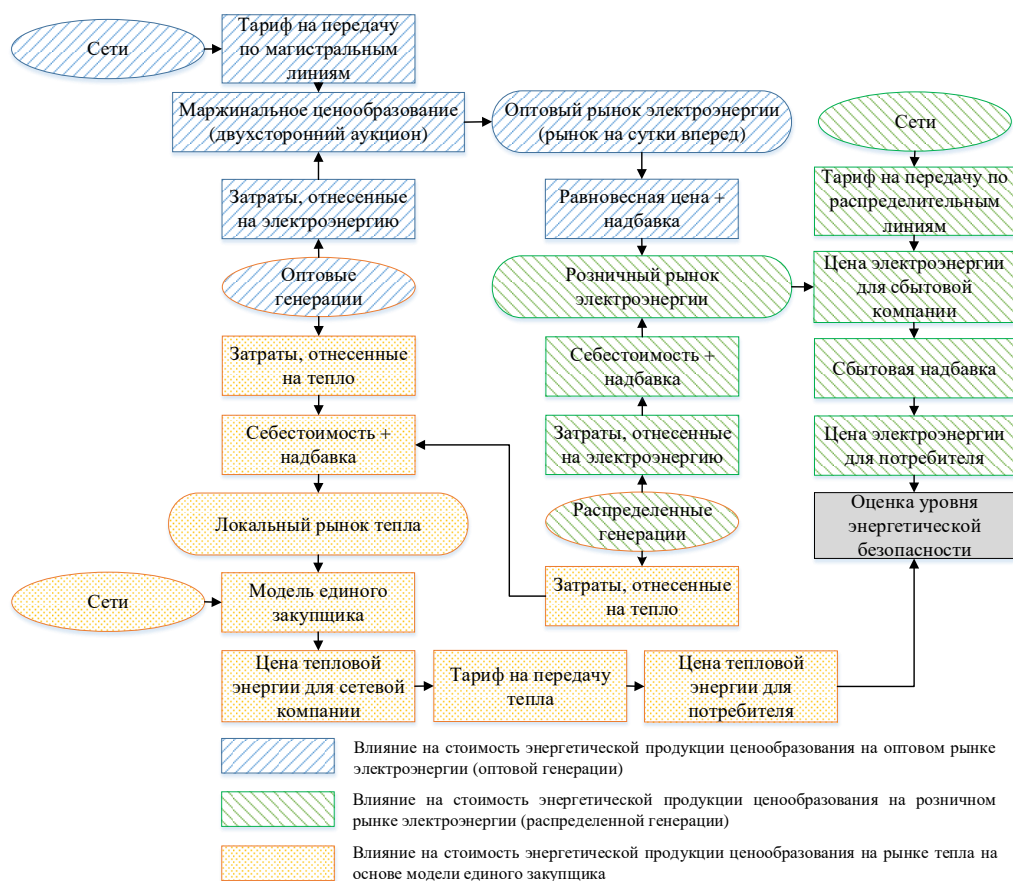 Сети
Тариф на передачу
по магистральным
линиям
Маржинальное ценообразование
(двухсторонний аукцион)
Оптовый рынок электроэнергии
(рынок на сутки вперед)
Сети
Затраты, отнесенные
на электроэнергию
Равновесная цена +
надбавка
Тариф на передачу по
распределительным
линиям
Оптовые
генерации
Розничный рынок
электроэнергии
Цена электроэнергии
для сбытовой
компании
Затраты, отнесенные
на тепло
Себестоимость +
надбавка
Сбытовая надбавка
Себестоимость +
надбавка
Затраты, отнесенные
на электроэнергию
Цена электроэнергии
для потребителя
Локальный рынок тепла
Распределенные
генерации
Оценка уровня
энергетической
безопасности
Сети
Модель единого
закупщика
Затраты, отнесенные
на тепло
Цена тепловой
энергии для сетевой
компании
Тариф на передачу
тепла
Цена тепловой
энергии для
потребителя
Влияние на стоимость энергетической продукции ценообразования на оптовом рынке
электроэнергии (оптовой генерации)
Влияние на стоимость энергетической продукции ценообразования на розничном
рынке электроэнергии (распределенной генерации)
Влияние на стоимость энергетической продукции ценообразования на рынке тепла на
основе модели единого закупщика